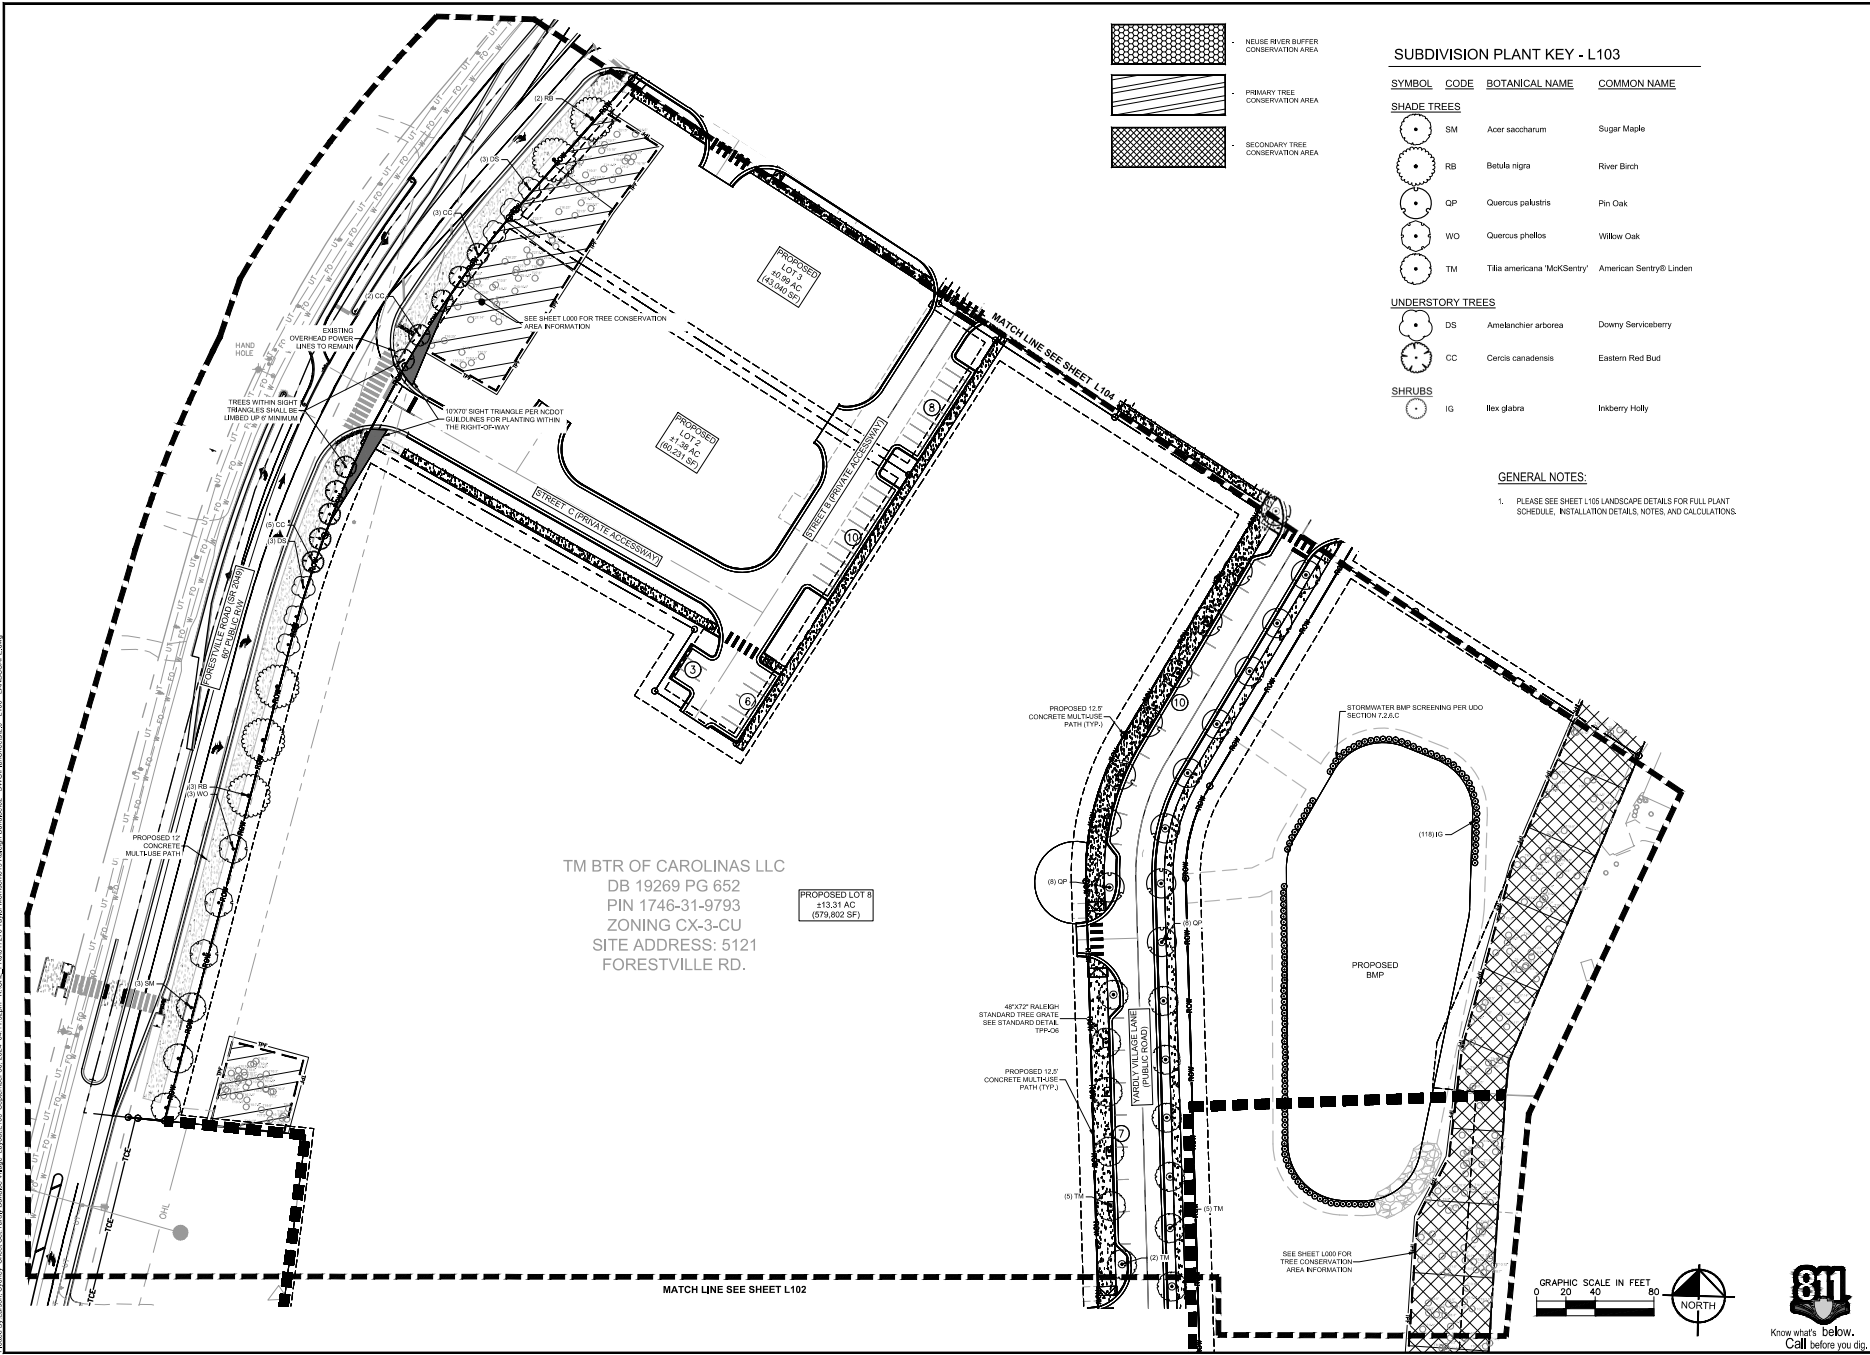 NEUSE RIVER BUFFER
CONSERVATION AREA
PRIMARY TREE
CONSERVATION AREA
SECONDARY TREE
CONSERVATION AREA
SUBDIVISION PLANT KEY - L103
SYMBOL CODE BOTANICAL NAME COMMON NAME
SHADE TREES
SM Acer saccharum Sugar Maple
RB Betula nigra River Birch
QP Quercus palustris Pin Oak
WO Quercus phellos Willow Oak
TM Tilia americana 'McKSentry' American Sentry® Linden
UNDERSTORY TREES
DS Amelanchier arborea Downy Serviceberry
CC Cercis canadensis Eastern Red Bud
SHRUBS
IG Ilex glabra Inkberry Holly
GENERAL NOTES:
1. PLEASE SEE SHEET L105 LANDSCAPE DETAILS FOR FULL PLANT
SCHEDULE, INSTALLATION DETAILS, NOTES, AND CALCULATIONS.
(2) RB
(3) DS
(3) CC
(2) CC
EXISTING
OVERHEAD POWER
LINES TO REMAIN
HAND
HOLE
TREES WITHIN SIGHT
TRIANGLES SHALL BE
LIMBED UP 6' MINIMUM
SEE SHEET L000 FOR TREE CONSERVATION
AREA INFORMATION
10'X70' SIGHT TRIANGLE PER NCDOT
GUILDLINES FOR PLANTING WITHIN
THE RIGHT-OF-WAY
PROPOSED
LOT 3
±0.99 AC
(43,040 SF)
PROPOSED
LOT 2
±1.38 AC
(60,231 SF)
MATCH LINE SEE SHEET L104
STREET C (PRIVATE ACCESSWAY)
STREET B (PRIVATE ACCESSWAY)
8
10
3
6
(5) CC
(3) DS
FORESTVILLE ROAD (SR 2049)
60' PUBLIC R/W
(3) RB
(3) WO
PROPOSED 12'
CONCRETE
MULTI-USE PATH
(3) SM
TM BTR OF CAROLINAS LLC
DB 19269 PG 652
PIN 1746-31-9793
ZONING CX-3-CU
SITE ADDRESS: 5121
FORESTVILLE RD.
PROPOSED LOT 8
±13.31 AC
(579,802 SF)
PROPOSED 12.5'
CONCRETE MULTI-USE
PATH (TYP.)
10
STORMWATER BMP SCREENING PER UDO
SECTION 7.2.6.C
(118) IG
(8) QP
(8) QP
PROPOSED
BMP
48"X72" RALEIGH
STANDARD TREE GRATE
SEE STANDARD DETAIL
TPP-06
YARDLY VILLAGE LANE
(PUBLIC ROAD)
PROPOSED 12.5'
CONCRETE MULTI-USE
PATH (TYP.)
7
(5) TM
(5) TM
(2) TM
SEE SHEET L000 FOR
TREE CONSERVATION
AREA INFORMATION
TCE
TCE
TCE
OHL
MATCH LINE SEE SHEET L102
GRAPHIC SCALE IN FEET
0 20 40 80
NORTH
811
Know what's below.
Call before you dig.